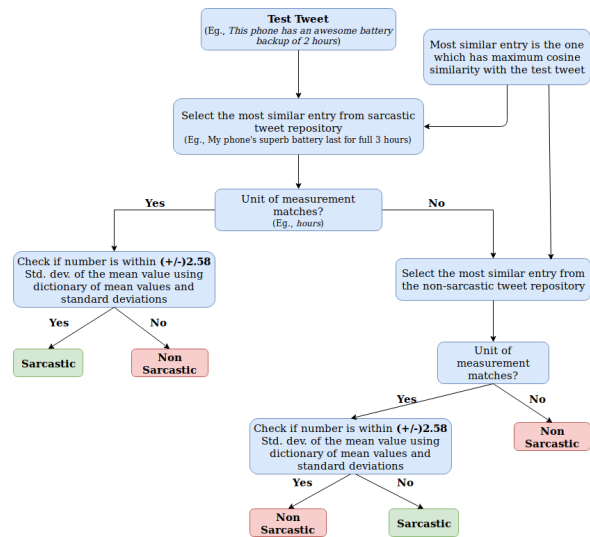 Test Tweet
(Eg., This phone has an awesome battery
backup of 2 hours)
Most similar entry is the one
which has maximum cosine
similarity with the test tweet
Select the most similar entry from sarcastic
tweet repository
(Eg., My phone's superb battery last for full 3 hours)
Unit of measurement
matches?
(Eg., hours)
Yes
No
Check if number is within (+/-)2.58
Std. dev. of the mean value using
dictionary of mean values and
standard deviations
Select the most similar entry from
the non-sarcastic tweet repository
Yes
No
Sarcastic
Non
Sarcastic
Unit of
measurement
matches?
Yes
No
Check if number is within (+/-)2.58
Std. dev. of the mean value using
dictionary of mean values and
standard deviations
Non
Sarcastic
Yes
No
Non
Sarcastic
Sarcastic